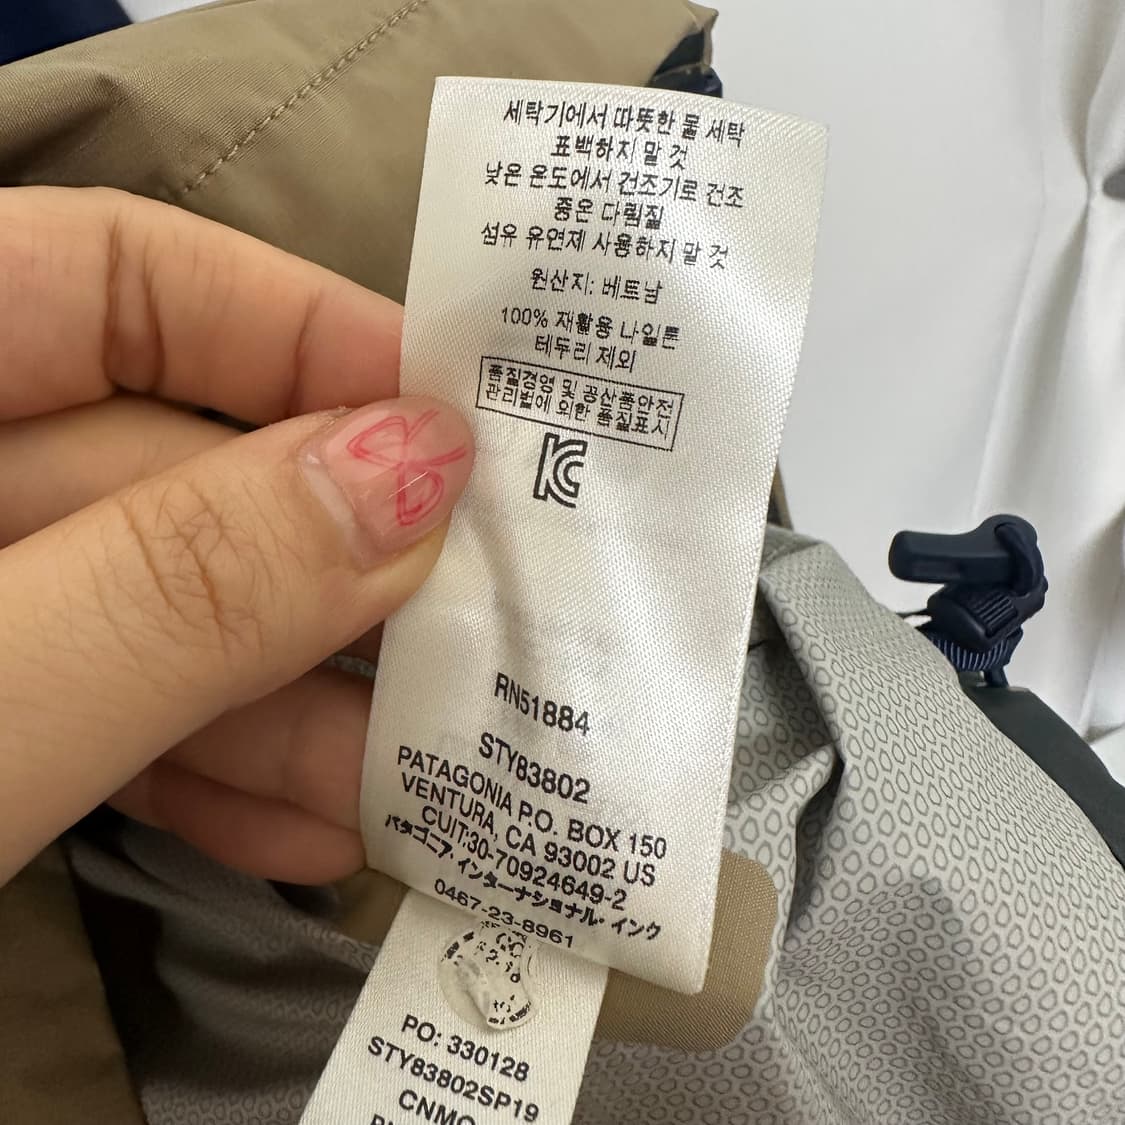 세탁기에서 따뜻한 물 세탁
표백하지 말 것
낮은 온도에서 건조기로 건조
중온 다림질
섬유 유연제 사용하지 말 것
원산지: 베트남
100% 재활용 나일론
테두리 제외
품질경영 및 공산품안전
관리법에 의한 품질표시
KC
RN51884
STY83802
PATAGONIA P.O. BOX 150
VENTURA, CA 93002 US
CUIT:30-70924649-2
パタゴニア・インターナショナル・インク
0467-23-8961
PO: 330128
STY83802SP19
CNMO